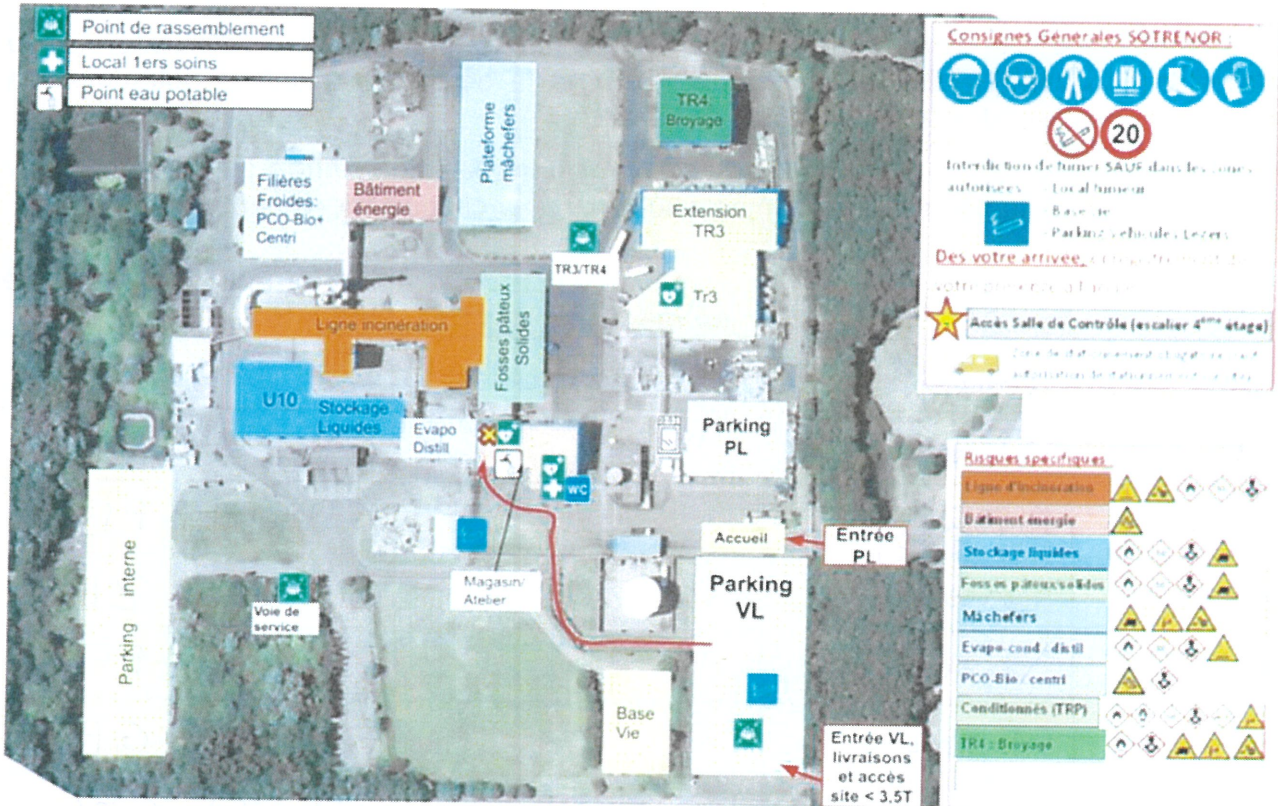 Point de rassemblement
Local 1ers soins
Point eau potable
Plateforme
mâchefers
TR4:
Broyage
Filières
Froides:
PCO-Bio+
Centri
Bâtiment
énergie
Extension
TR3
TR3/TR4
Tr3
Ligne incinération
Fosses pâteux
Solides
U10
Stockage
Liquides
Evapo
Distill
Parking
PL
WC
Accueil
Entrée
PL
Magasin/
Atelier
Parking
VL
Voie de
service
Parking interne
Base
Vie
Entrée VL,
livraisons
et accès
site < 3,5T
Consignes Générales SOTRENOR :
20
Interdiction de fumer SAUF dans les zones
autorisées : Local fumeur
Base vie
Parking véhicules Légers
Dès votre arrivée,
Accès Salle de Contrôle (escalier 4ème étage)
Risques spécifiques
Ligne d'incinération
Bâtiment énergie
Stockage liquides
Fosses pâteux/solides
Mâchefers
Evapo-cond / distil
PCO-Bio / centri
Conditionnés (TRP)
TR4 : Broyage